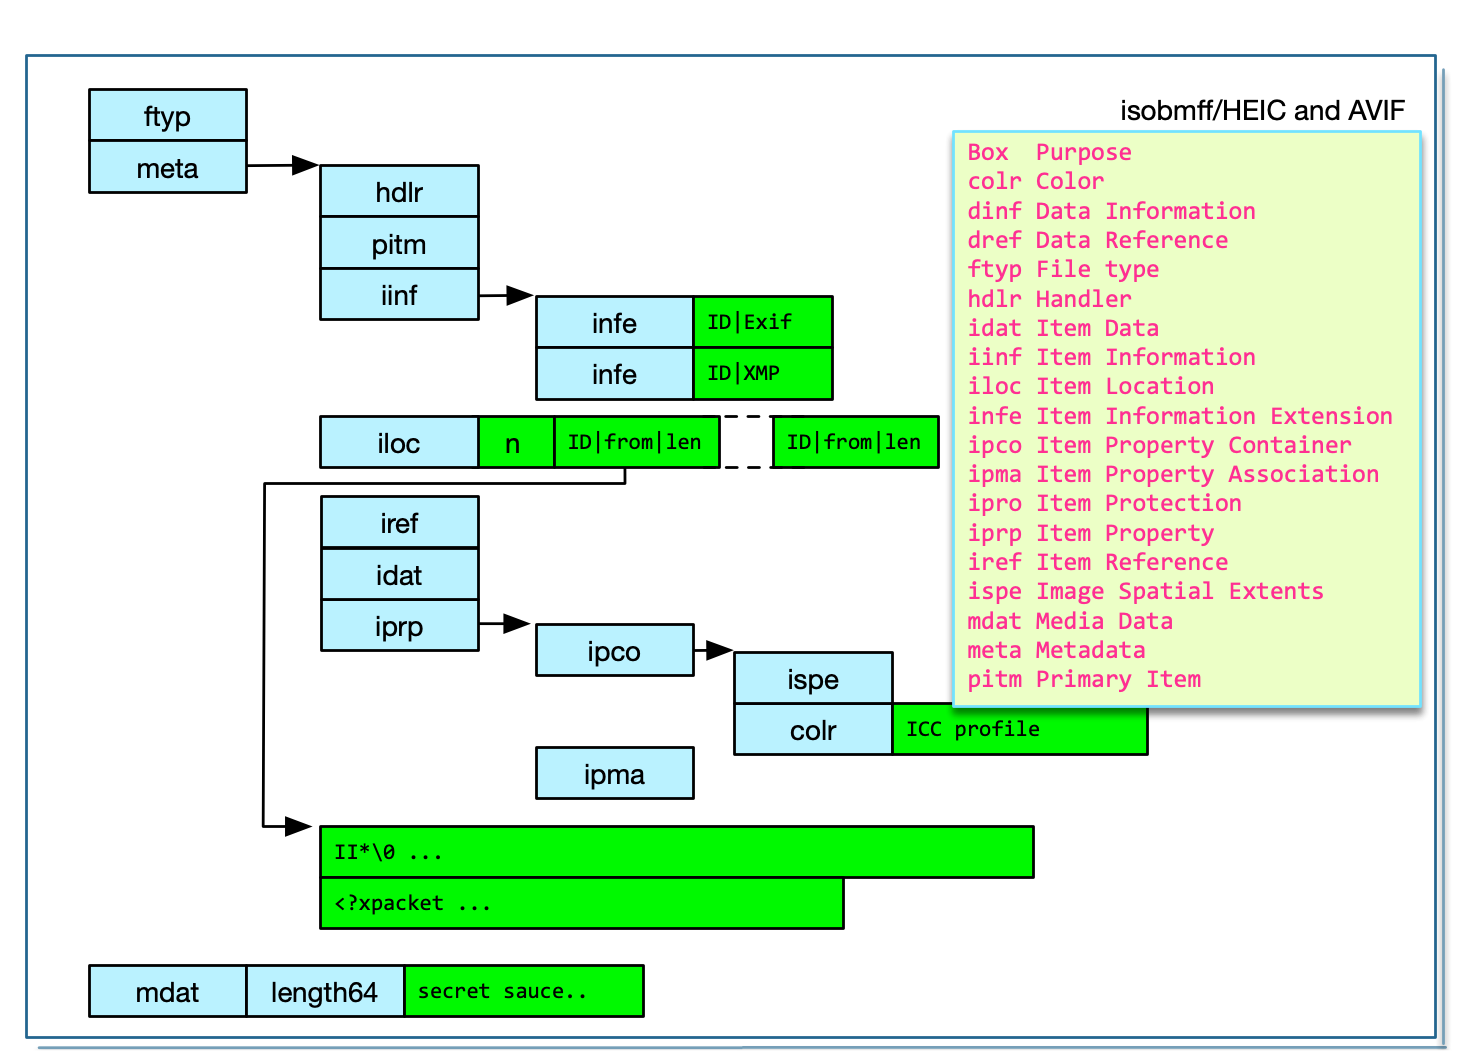 isobmff/HEIC and AVIF
ftyp
meta
hdlr
pitm
iinf
infe ID|Exif
infe ID|XMP
iloc n ID|from|len ID|from|len
iref
idat
iprp
ipco
ispe
colr ICC profile
ipma
II*\0 ...
<?xpacket ...
mdat length64 secret sauce..
Box Purpose
colr Color
dinf Data Information
dref Data Reference
ftyp File type
hdlr Handler
idat Item Data
iinf Item Information
iloc Item Location
infe Item Information Extension
ipco Item Property Container
ipma Item Property Association
ipro Item Protection
iprp Item Property
iref Item Reference
ispe Image Spatial Extents
mdat Media Data
meta Metadata
pitm Primary Item